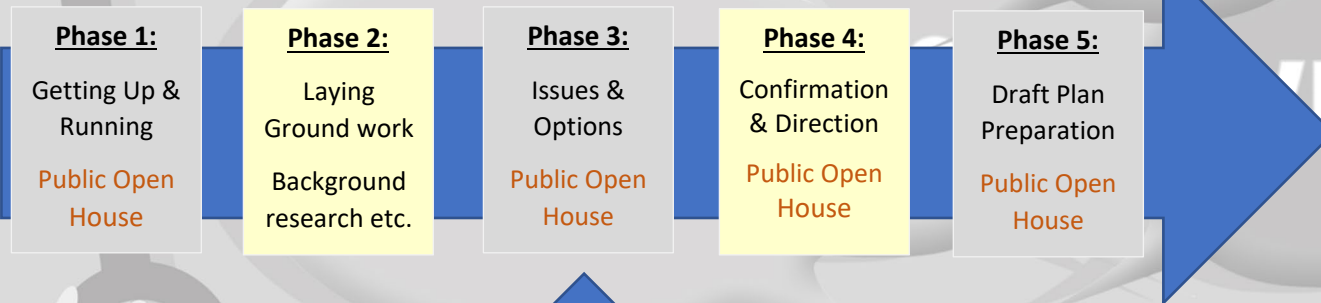 Phase 1:
Getting Up &
Running
Public Open
House
Phase 2:
Laying
Ground work
Background
research etc.
Phase 3:
Issues &
Options
Public Open
House
Phase 4:
Confirmation
& Direction
Public Open
House
Phase 5:
Draft Plan
Preparation
Public Open
House